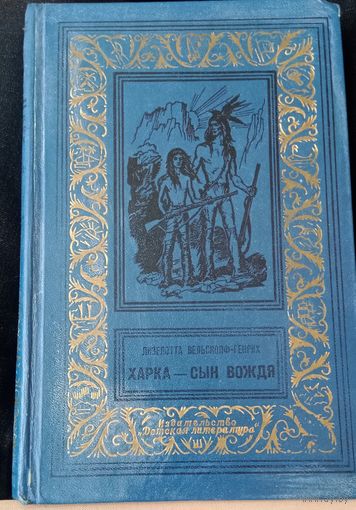 ЛИЗЕЛОТТА ВЕЛЬСКОПФ-ГЕНРИХ
ХАРКА — СЫН ВОЖДЯ
Издательство
"Детская литература"